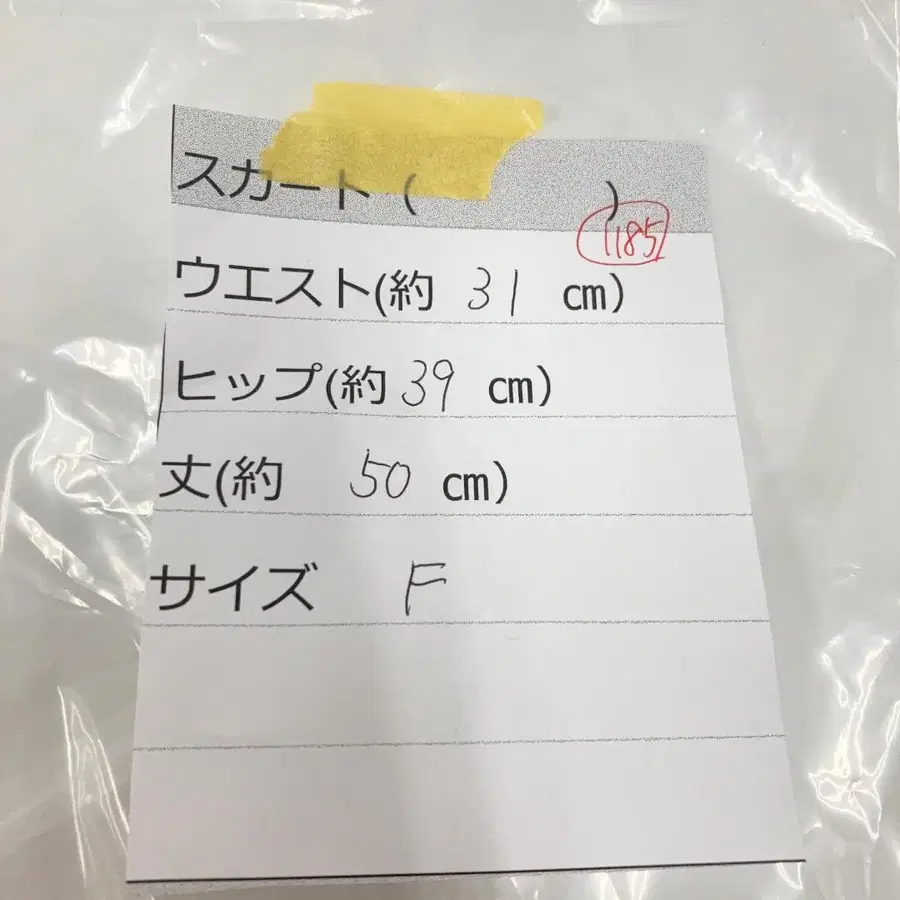 スカート ( )
1185
ウエスト(約 31 cm)
ヒップ(約 39 cm)
丈(約 50 cm)
サイズ F